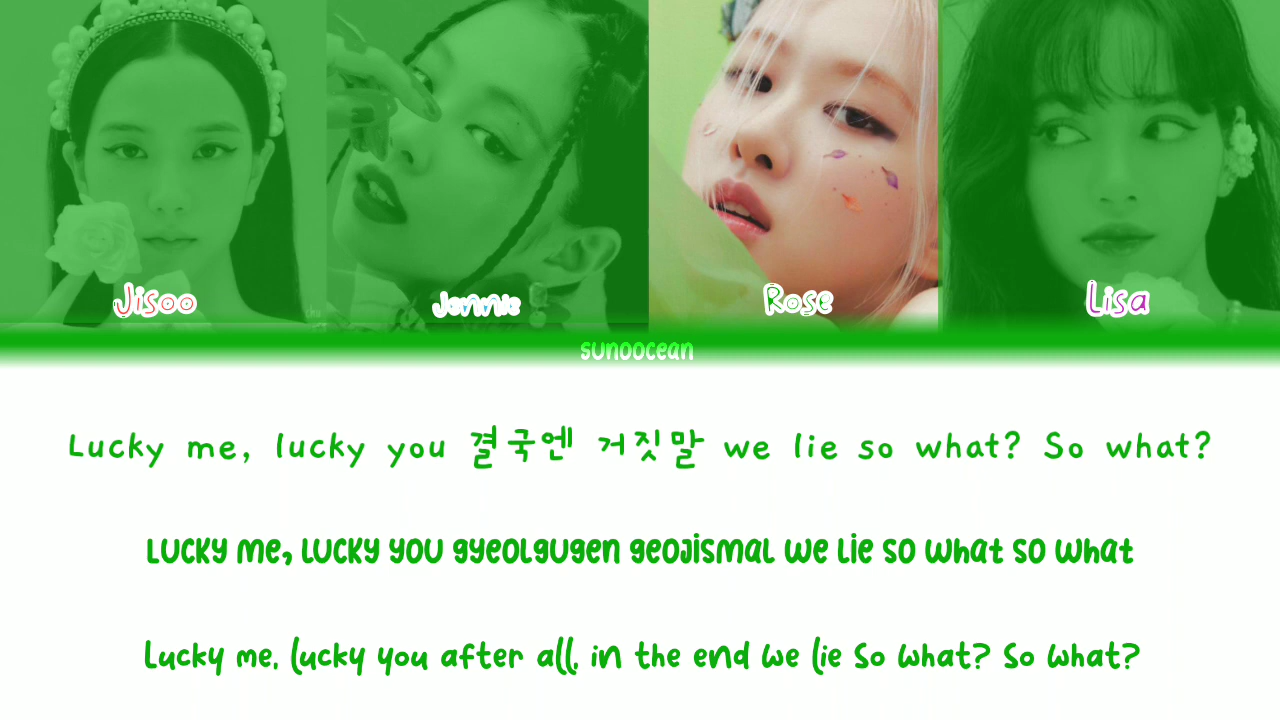 Jisoo Jennie Rose Lisa
sunoocean
Lucky me, lucky you 결국엔 거짓말 we lie so what? So what?
Lucky me, lucky you gyeolgugen geojismal we lie so what so what
Lucky me, lucky you after all, in the end we lie So what? So what?